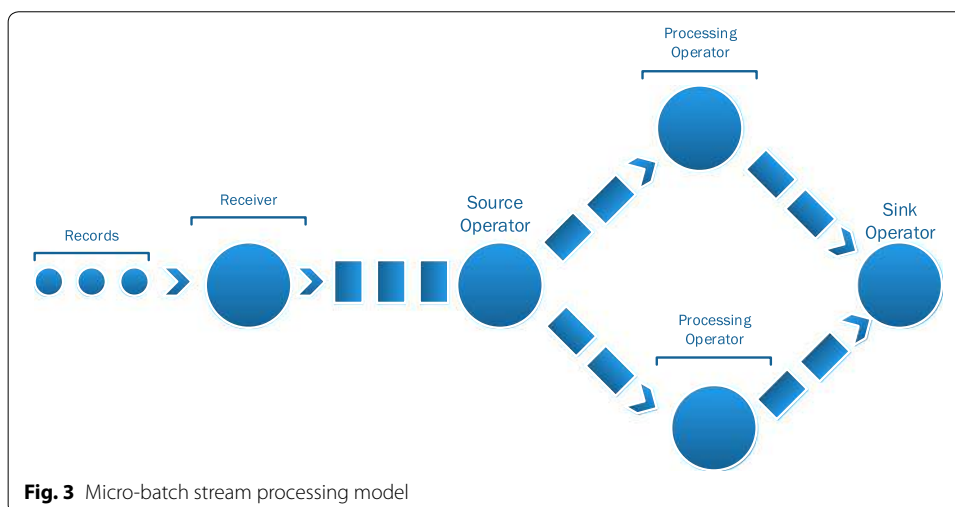 Processing
Operator
Receiver
Records
Source
Operator
Sink
Operator
Processing
Operator
Fig. 3 Micro-batch stream processing model